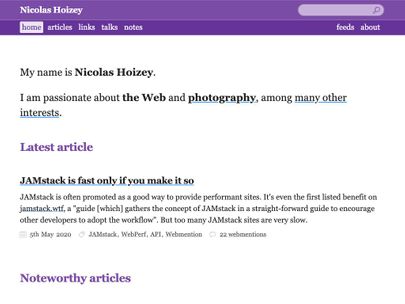 Nicolas Hoizey
home articles links talks notes feeds about
My name is Nicolas Hoizey.
I am passionate about the Web and photography, among many other
interests.
Latest article
JAMstack is fast only if you make it so
JAMstack is often promoted as a good way to provide performant sites. It's even the first listed benefit on
jamstack.wtf, a "guide [which] gathers the concept of JAMstack in a straight-forward guide to encourage
other developers to adopt the workflow". But too many JAMstack sites are very slow.
5th May 2020 JAMstack, WebPerf, API, Webmention 22 webmentions
Noteworthy articles